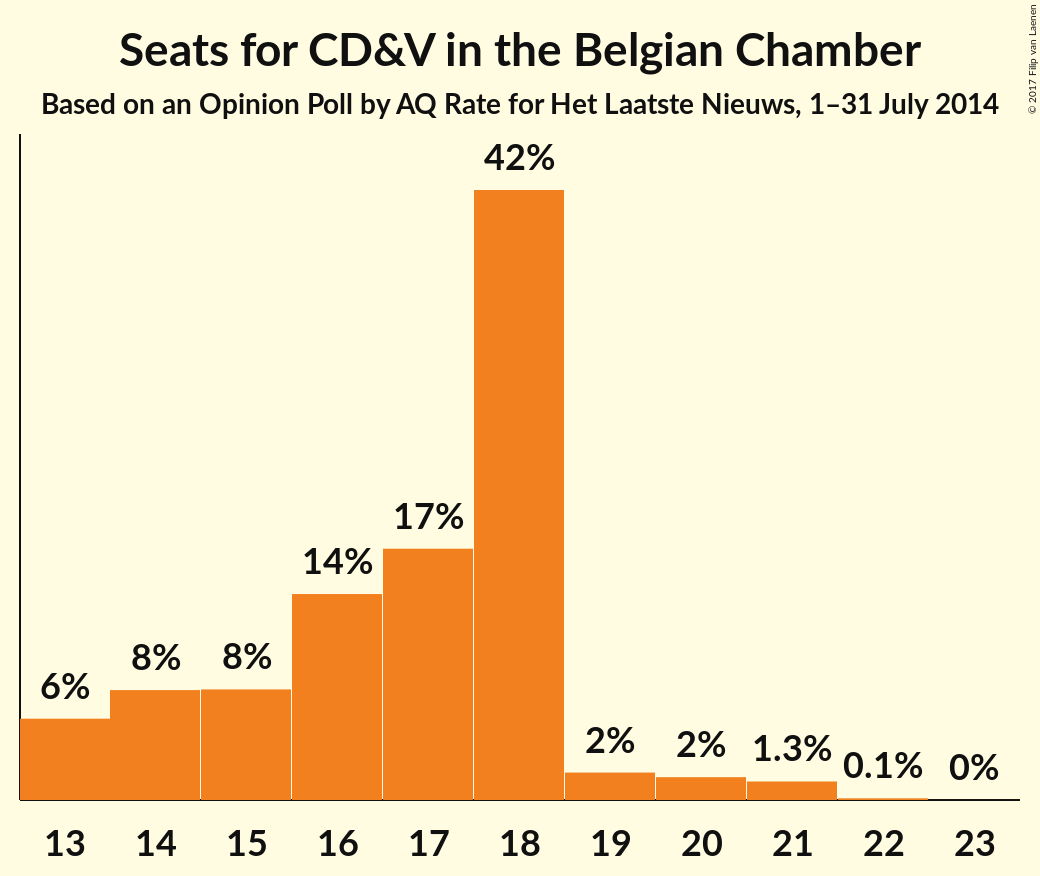 Seats for CD&V in the Belgian Chamber
Based on an Opinion Poll by AQ Rate for Het Laatste Nieuws, 1–31 July 2014
© 2017 Filip van Laenen
6%
8%
8%
14%
17%
42%
2%
2%
1.3%
0.1%
0%
13 14 15 16 17 18 19 20 21 22 23